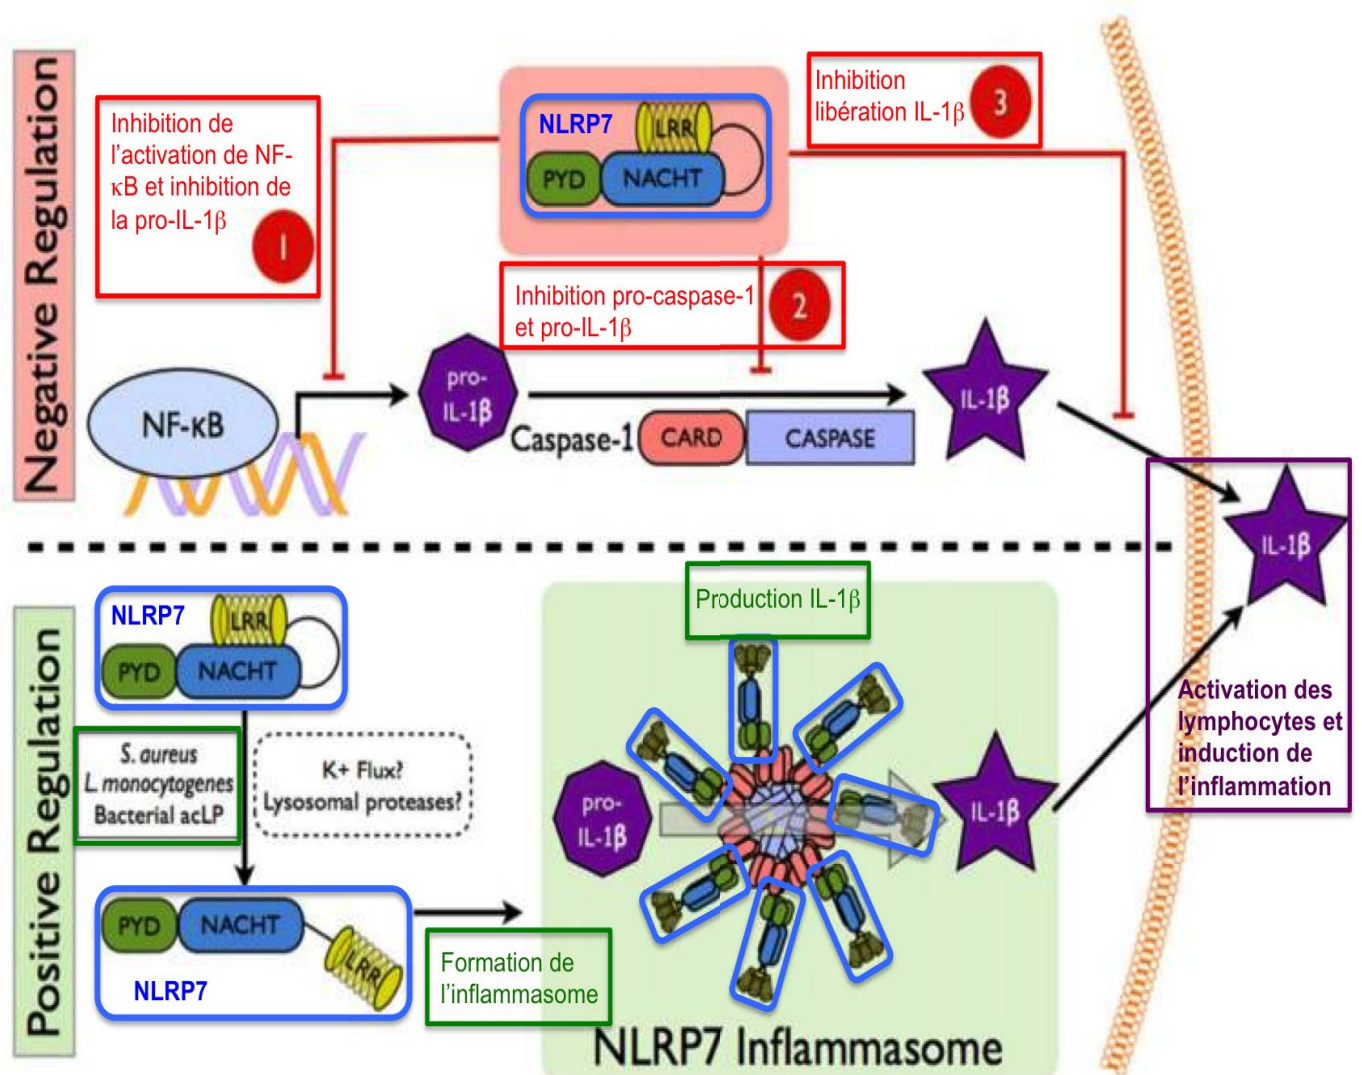 Negative Regulation
Inhibition de
l'activation de NF-
κB et inhibition de
la pro-IL-1β
1
NLRP7
LRR
PYD
NACHT
Inhibition
libération IL-1β
3
Inhibition pro-caspase-1
et pro-IL-1β
2
NF-κB
pro-
IL-1β
Caspase-1
CARD
CASPASE
IL-1β
IL-1β
Activation des
lymphocytes et
induction de
l'inflammation
Positive Regulation
NLRP7
LRR
PYD
NACHT
S. aureus
L. monocytogenes
Bacterial acLP
K+ Flux?
Lysosomal proteases?
PYD
NACHT
LRR
NLRP7
Formation de
l'inflammasome
Production IL-1β
pro-
IL-1β
IL-1β
NLRP7 Inflammasome